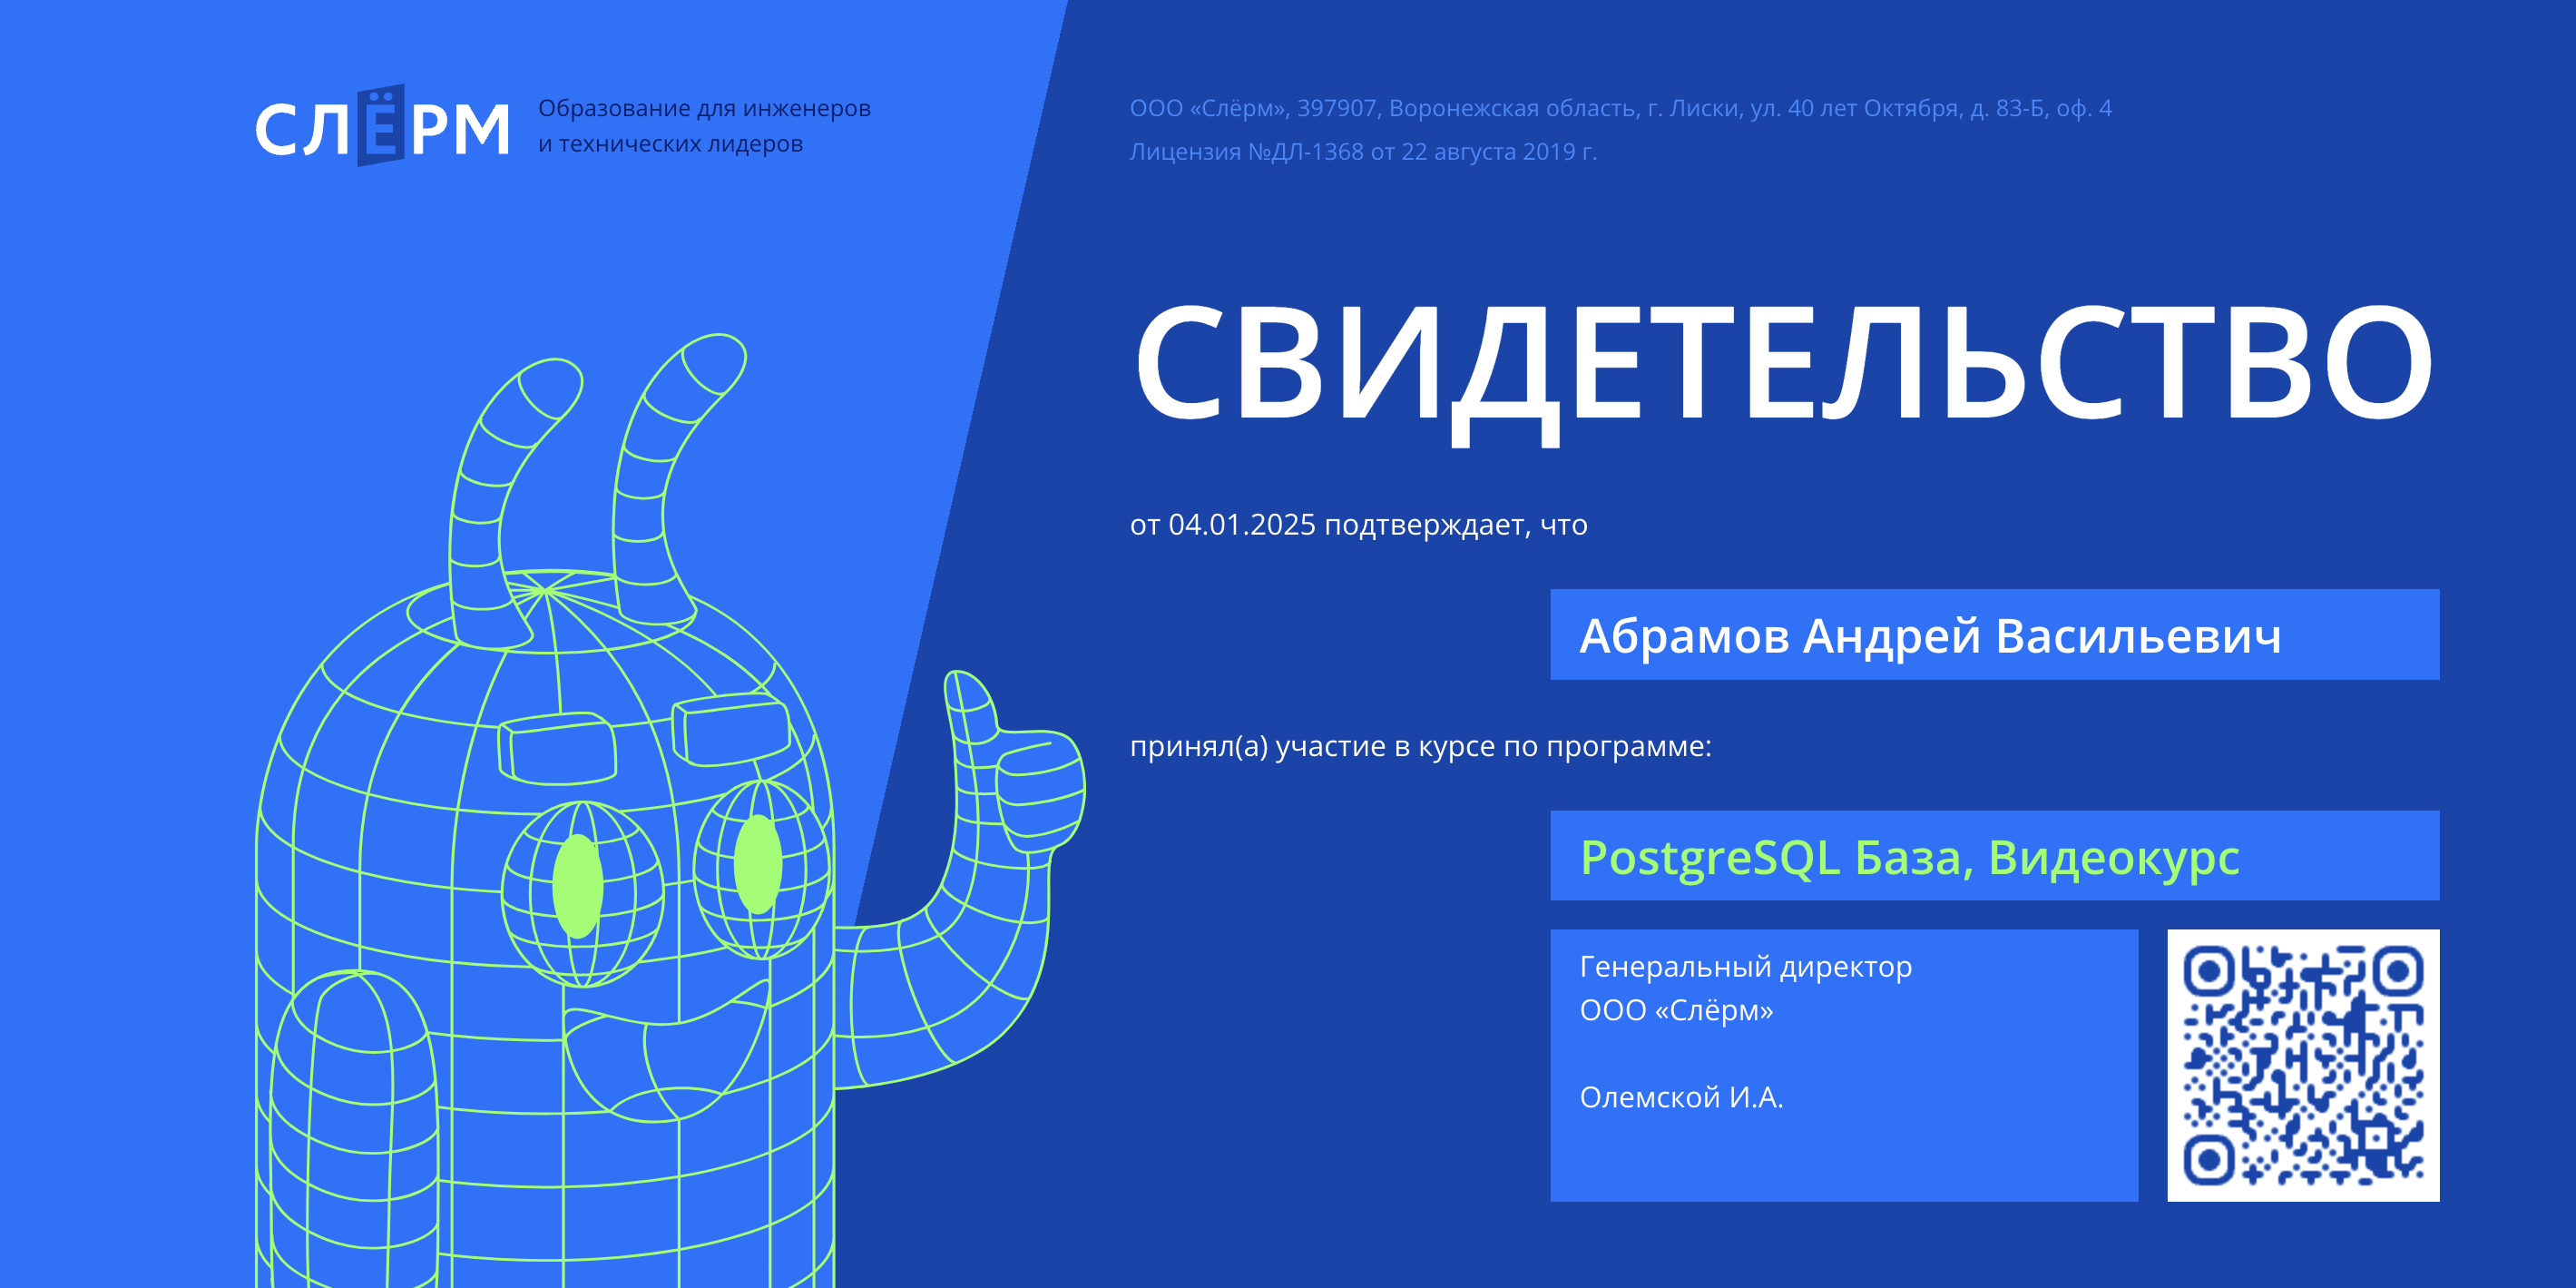 СЛЁРМ
Образование для инженеров
и технических лидеров
ООО «Слёрм», 397907, Воронежская область, г. Лиски, ул. 40 лет Октября, д. 83-Б, оф. 4
Лицензия №ДЛ-1368 от 22 августа 2019 г.
СВИДЕТЕЛЬСТВО
от 04.01.2025 подтверждает, что
Абрамов Андрей Васильевич
принял(а) участие в курсе по программе:
PostgreSQL База, Видеокурс
Генеральный директор
ООО «Слёрм»
Олемской И.А.